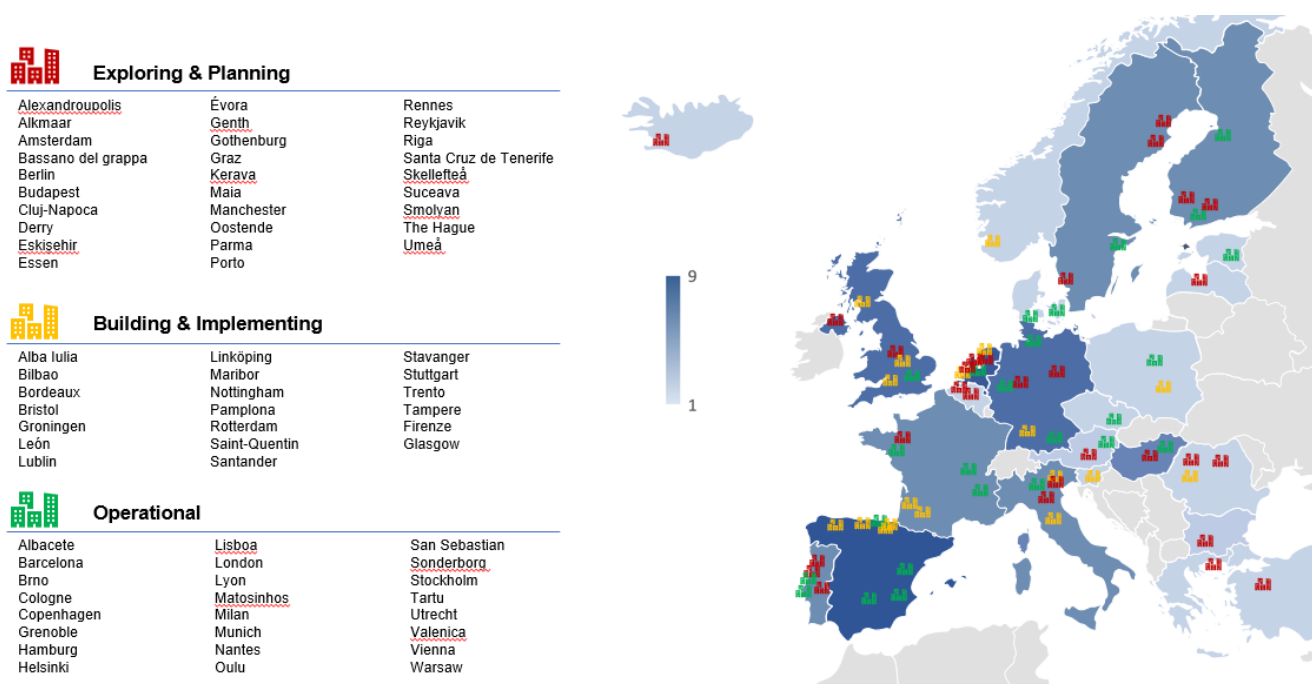 Exploring & Planning
Alexandroupolis
Alkmaar
Amsterdam
Bassano del grappa
Berlin
Budapest
Cluj-Napoca
Derry
Eskişehir
Essen
Évora
Genth
Gothenburg
Graz
Kerava
Maia
Manchester
Oostende
Parma
Porto
Rennes
Reykjavik
Riga
Santa Cruz de Tenerife
Skellefteå
Suceava
Smolyan
The Hague
Umeå
Building & Implementing
Alba Iulia
Bilbao
Bordeaux
Bristol
Groningen
León
Lublin
Linköping
Maribor
Nottingham
Pamplona
Rotterdam
Saint-Quentin
Santander
Stavanger
Stuttgart
Trento
Tampere
Firenze
Glasgow
Operational
Albacete
Barcelona
Brno
Cologne
Copenhagen
Grenoble
Hamburg
Helsinki
Lisboa
London
Lyon
Matosinhos
Milan
Munich
Nantes
Oulu
San Sebastian
Sonderborg
Stockholm
Tartu
Utrecht
Valenica
Vienna
Warsaw
9
1